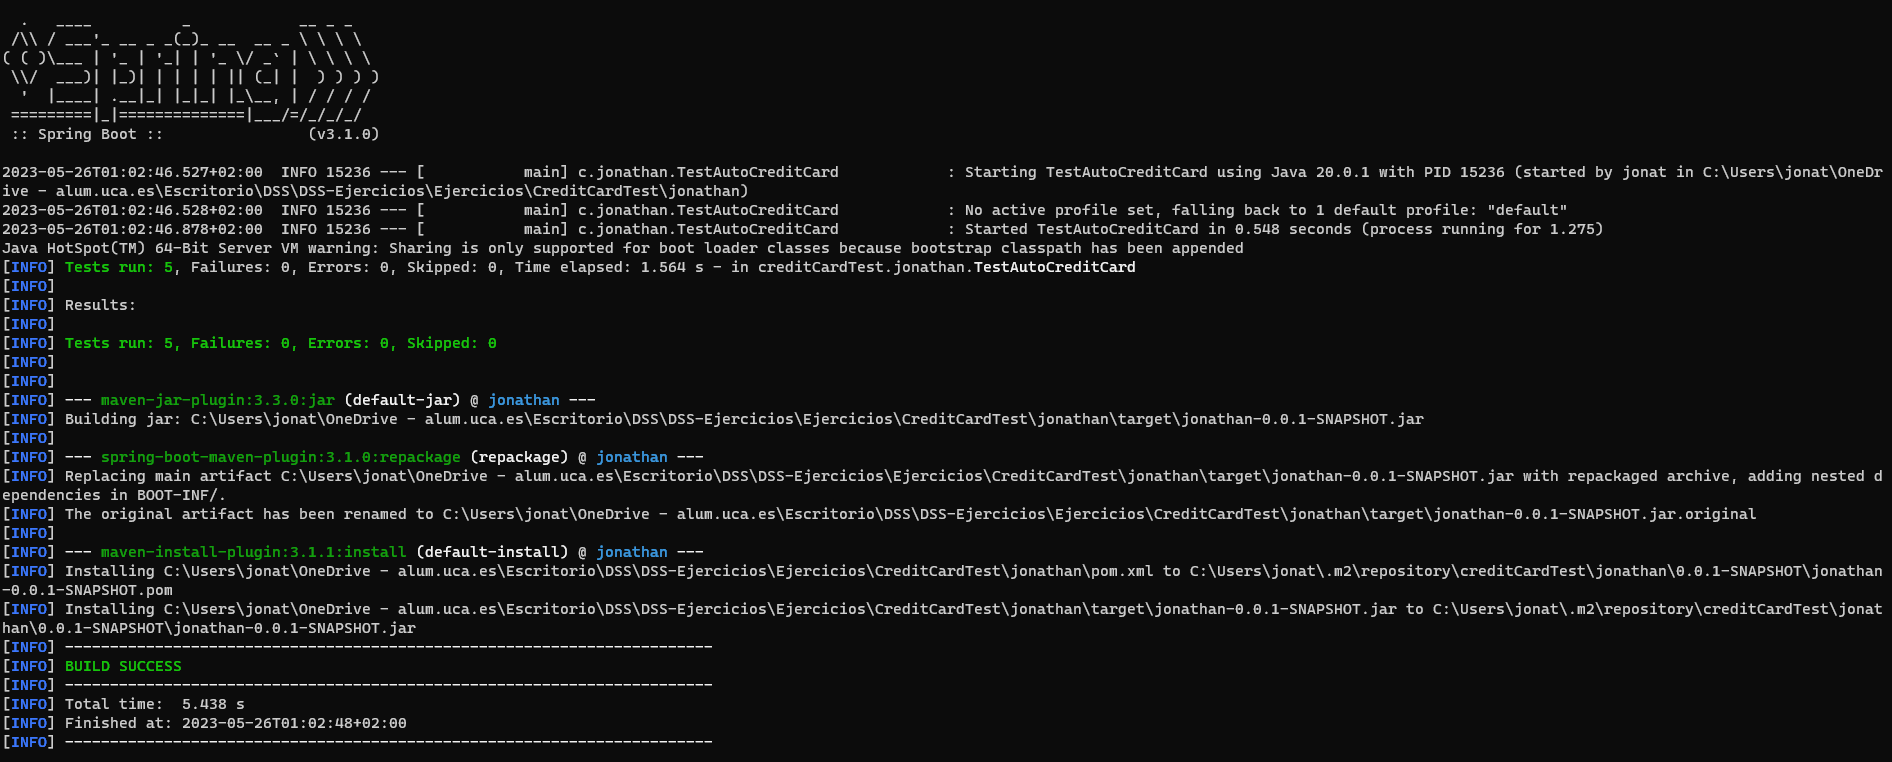 .   ____          _            __ _ _
 /\\ / ___'_ __ _ _(_)_ __  __ _ \ \ \ \
( ( )\___ | '_ | '_| | '_ \/ _` | \ \ \ \
 \\/  ___)| |_)| | | | | || (_| |  ) ) ) )
  '  |____| .__|_| |_|_| |_\__, | / / / /
 =========|_|==============|___/=/_/_/_/
 :: Spring Boot ::                (v3.1.0)
2023-05-26T01:02:46.527+02:00  INFO 15236 --- [           main] c.jonathan.TestAutoCreditCard            : Starting TestAutoCreditCard using Java 20.0.1 with PID 15236 (started by jonat in C:\Users\jonat\OneDr
ive - alum.uca.es\Escritorio\DSS\DSS-Ejercicios\Ejercicios\CreditCardTest\jonathan)
2023-05-26T01:02:46.528+02:00  INFO 15236 --- [           main] c.jonathan.TestAutoCreditCard            : No active profile set, falling back to 1 default profile: "default"
2023-05-26T01:02:46.878+02:00  INFO 15236 --- [           main] c.jonathan.TestAutoCreditCard            : Started TestAutoCreditCard in 0.548 seconds (process running for 1.275)
Java HotSpot(TM) 64-Bit Server VM warning: Sharing is only supported for boot loader classes because bootstrap classpath has been appended
[INFO] Tests run: 5, Failures: 0, Errors: 0, Skipped: 0, Time elapsed: 1.564 s - in creditCardTest.jonathan.TestAutoCreditCard
[INFO]
[INFO] Results:
[INFO]
[INFO] Tests run: 5, Failures: 0, Errors: 0, Skipped: 0
[INFO]
[INFO]
[INFO] --- maven-jar-plugin:3.3.0:jar (default-jar) @ jonathan ---
[INFO] Building jar: C:\Users\jonat\OneDrive - alum.uca.es\Escritorio\DSS\DSS-Ejercicios\Ejercicios\CreditCardTest\jonathan\target\jonathan-0.0.1-SNAPSHOT.jar
[INFO]
[INFO] --- spring-boot-maven-plugin:3.1.0:repackage (repackage) @ jonathan ---
[INFO] Replacing main artifact C:\Users\jonat\OneDrive - alum.uca.es\Escritorio\DSS\DSS-Ejercicios\Ejercicios\CreditCardTest\jonathan\target\jonathan-0.0.1-SNAPSHOT.jar with repackaged archive, adding nested d
ependencies in BOOT-INF/.
[INFO] The original artifact has been renamed to C:\Users\jonat\OneDrive - alum.uca.es\Escritorio\DSS\DSS-Ejercicios\Ejercicios\CreditCardTest\jonathan\target\jonathan-0.0.1-SNAPSHOT.jar.original
[INFO]
[INFO] --- maven-install-plugin:3.1.1:install (default-install) @ jonathan ---
[INFO] Installing C:\Users\jonat\OneDrive - alum.uca.es\Escritorio\DSS\DSS-Ejercicios\Ejercicios\CreditCardTest\jonathan\pom.xml to C:\Users\jonat\.m2\repository\creditCardTest\jonathan\0.0.1-SNAPSHOT\jonathan
-0.0.1-SNAPSHOT.pom
[INFO] Installing C:\Users\jonat\OneDrive - alum.uca.es\Escritorio\DSS\DSS-Ejercicios\Ejercicios\CreditCardTest\jonathan\target\jonathan-0.0.1-SNAPSHOT.jar to C:\Users\jonat\.m2\repository\creditCardTest\jonat
han\0.0.1-SNAPSHOT\jonathan-0.0.1-SNAPSHOT.jar
[INFO] ------------------------------------------------------------------------
[INFO] BUILD SUCCESS
[INFO] ------------------------------------------------------------------------
[INFO] Total time:  5.438 s
[INFO] Finished at: 2023-05-26T01:02:48+02:00
[INFO] ------------------------------------------------------------------------